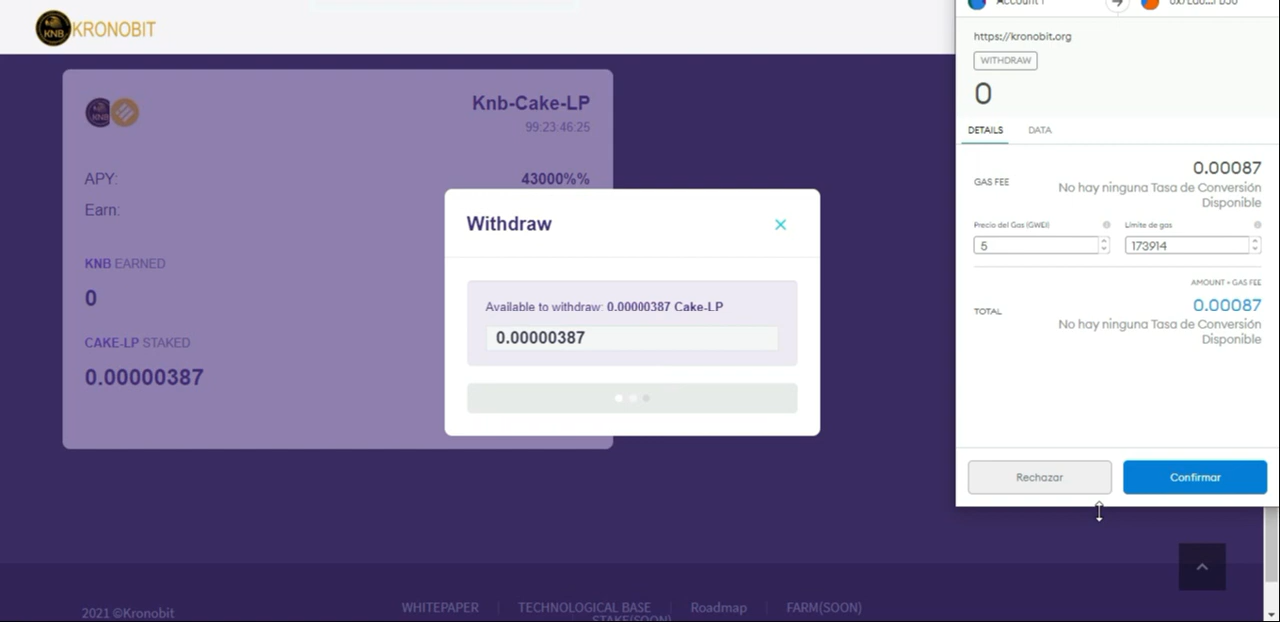 KNB KRONOBIT
Knb-Cake-LP
99:23:46:25
APY:
43000%%
Earn:
KNB EARNED
0
CAKE-LP STAKED
0.00000387
Withdraw
Available to withdraw: 0.00000387 Cake-LP
0.00000387
Account 1
https://kronobit.org
WITHDRAW
0
DETAILS
DATA
GAS FEE
0.00087
No hay ninguna Tasa de Conversión
Disponible
Precio del Gas (GWEI)
Límite de gas
5
173914
AMOUNT + GAS FEE
TOTAL
0.00087
No hay ninguna Tasa de Conversión
Disponible
Rechazar
Confirmar
2021 ©Kronobit
WHITEPAPER
TECHNOLOGICAL BASE
Roadmap
FARM(SOON)
STAKE(SOON)